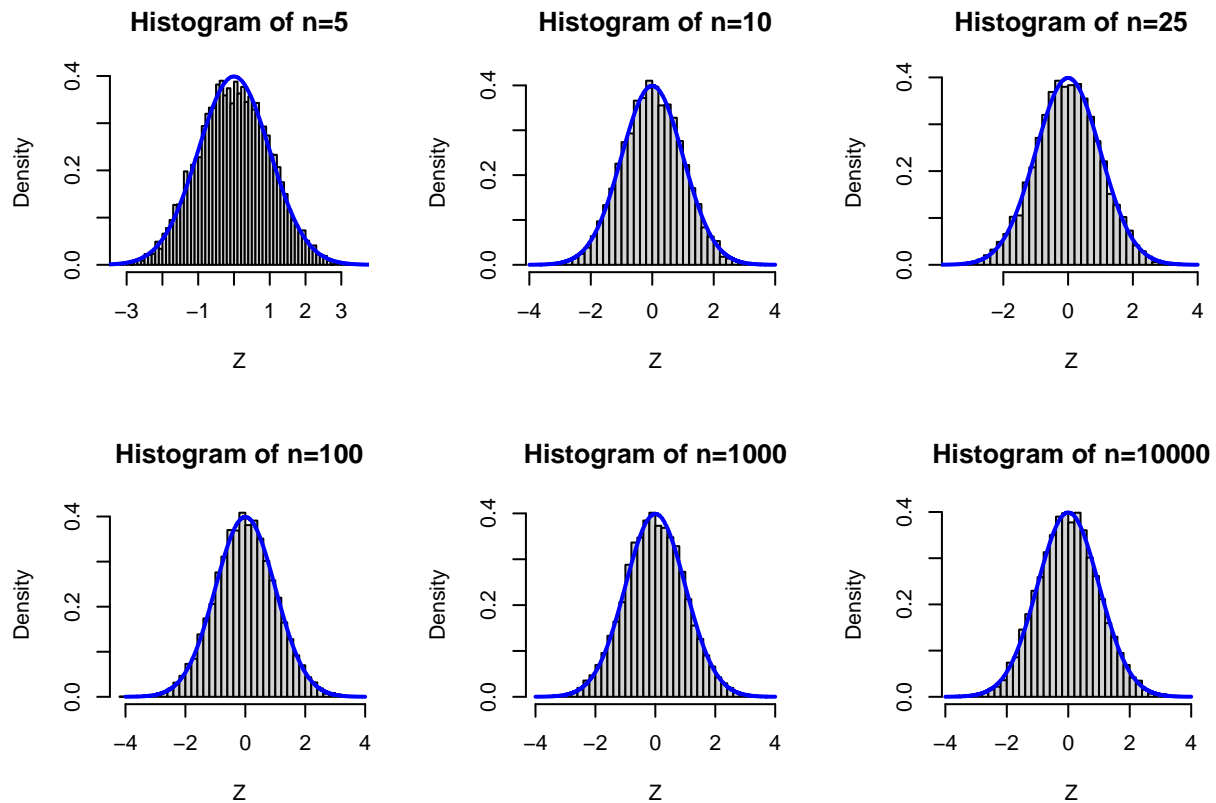 Histogram of n=5
Density
0.0 0.2 0.4
−3 −1 1 2 3
Z
Histogram of n=10
Density
0.0 0.2 0.4
−4 −2 0 2 4
Z
Histogram of n=25
Density
0.0 0.2 0.4
−2 0 2 4
Z
Histogram of n=100
Density
0.0 0.2 0.4
−4 −2 0 2 4
Z
Histogram of n=1000
Density
0.0 0.2 0.4
−4 −2 0 2 4
Z
Histogram of n=10000
Density
0.0 0.2 0.4
−4 −2 0 2 4
Z